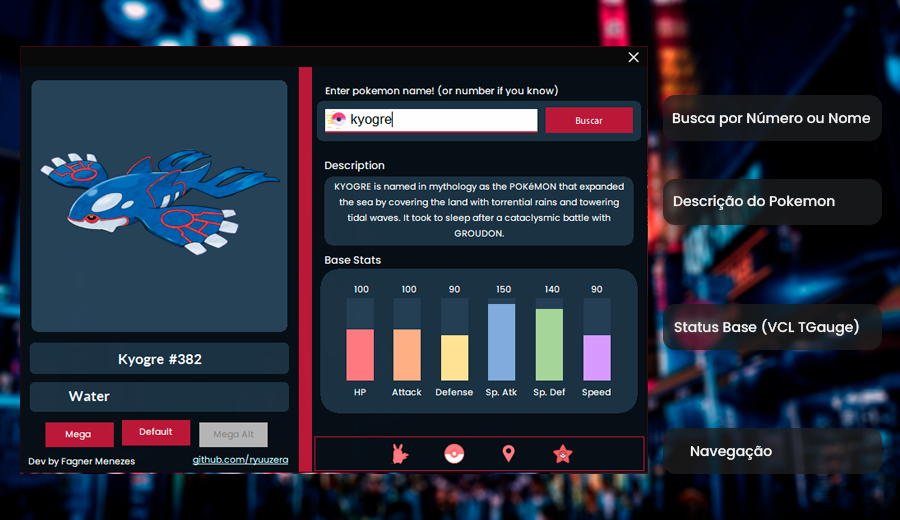 Enter pokemon name! (or number if you know)
kyogre
Buscar
Description
KYOGRE is named in mythology as the POKéMON that expanded
the sea by covering the land with torrential rains and towering
tidal waves. It took to sleep after a cataclysmic battle with
GROUDON.
Base Stats
100 100 90 150 140 90
HP Attack Defense Sp. Atk Sp. Def Speed
Kyogre #382
Water
Mega Default Mega Alt
Dev by Fagner Menezes github.com/ryuuzera
Busca por Número ou Nome
Descrição do Pokemon
Status Base (VCL TGauge)
Navegação